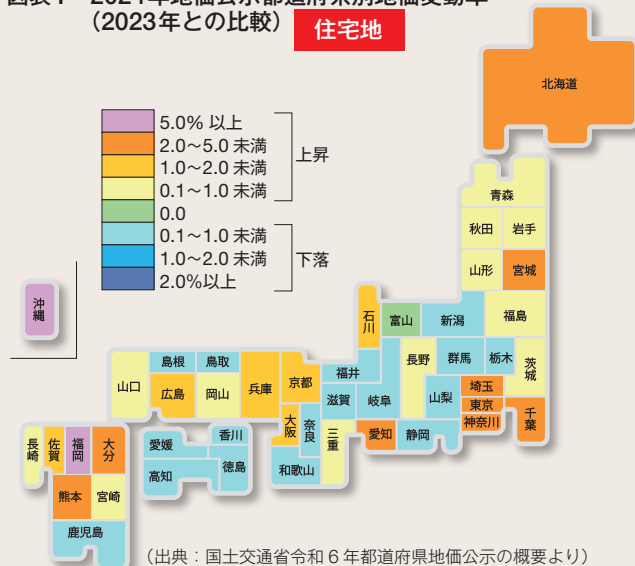 (2023年との比較)
住宅地
5.0% 以上
2.0～5.0 未満
1.0～2.0 未満
0.1～1.0 未満
上昇
0.0
0.1～1.0 未満
1.0～2.0 未満
2.0%以上
下落
北海道
青森
秋田
岩手
山形
宮城
石川
富山
新潟
福島
島根
鳥取
福井
長野
群馬
栃木
茨城
山口
広島
岡山
兵庫
京都
滋賀
岐阜
山梨
埼玉
東京
神奈川
千葉
大阪
奈良
三重
愛知
静岡
和歌山
沖縄
長崎
佐賀
福岡
大分
熊本
宮崎
鹿児島
愛媛
香川
高知
徳島
(出典：国土交通省令和 6 年都道府県地価公示の概要より)